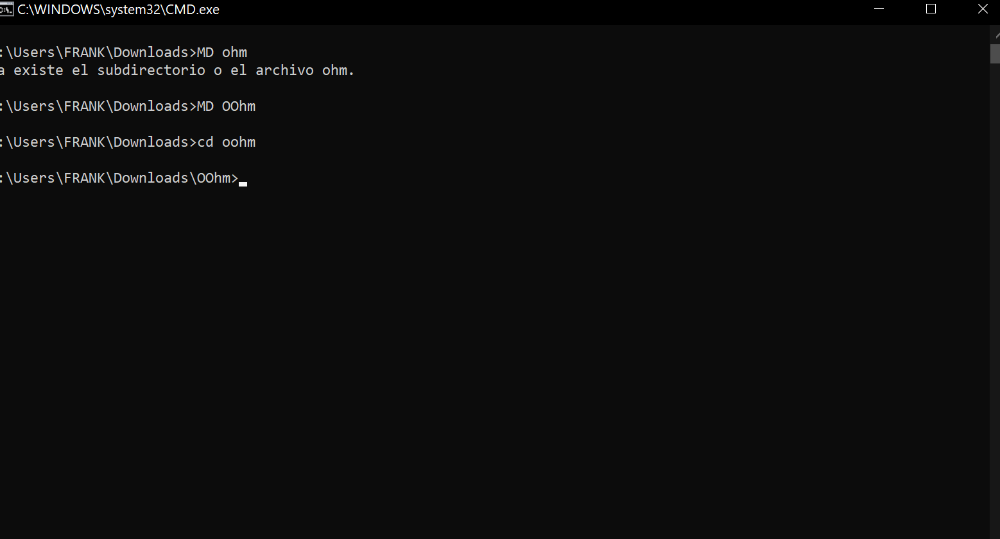 C:\WINDOWS\system32\CMD.exe
:\Users\FRANK\Downloads>MD ohm
a existe el subdirectorio o el archivo ohm.
:\Users\FRANK\Downloads>MD OOhm
:\Users\FRANK\Downloads>cd oohm
:\Users\FRANK\Downloads\OOhm>